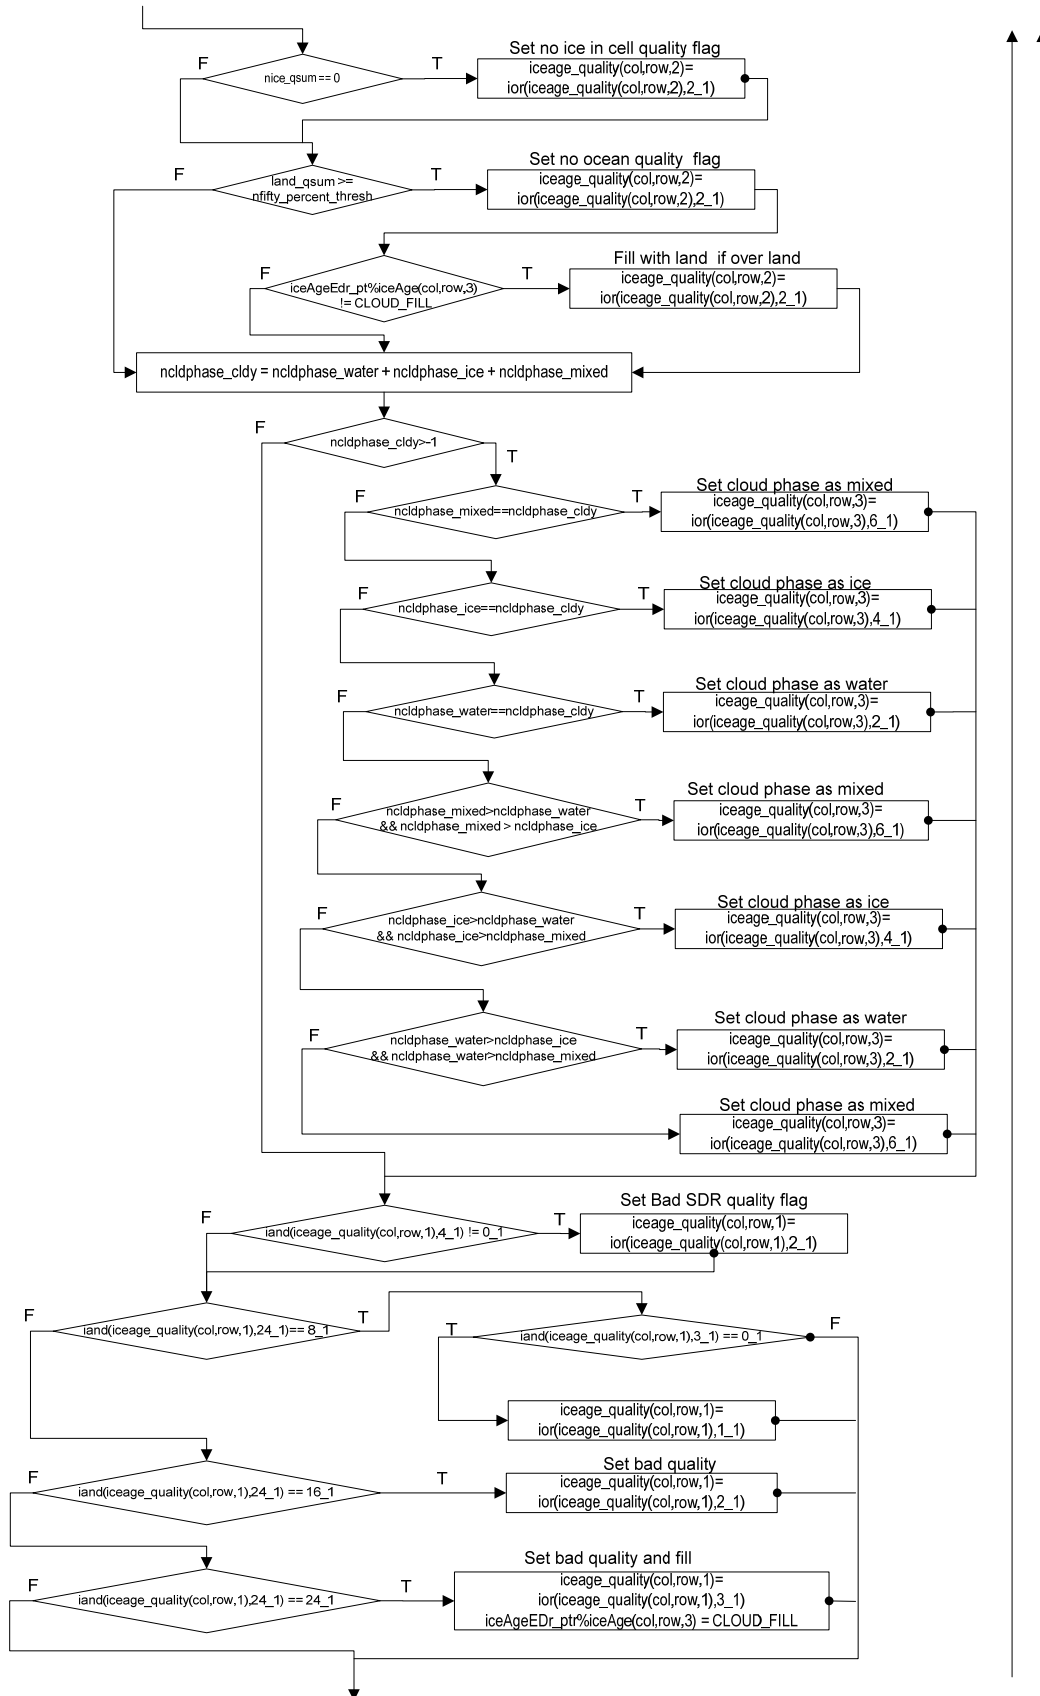 Set no ice in cell quality flag
F
T
nice_qsum == 0
iceage_quality(col,row,2)=
ior(iceage_quality(col,row,2),2_1)
Set no ocean quality flag
F
T
land_qsum >=
nfifty_percent_thresh
iceage_quality(col,row,2)=
ior(iceage_quality(col,row,2),2_1)
Fill with land if over land
F
T
iceAgeEdr_pt%iceAge(col,row,3)
!= CLOUD_FILL
iceage_quality(col,row,2)=
ior(iceage_quality(col,row,2),2_1)
ncldphase_cldy = ncldphase_water + ncldphase_ice + ncldphase_mixed
F
ncldphase_cldy>-1
T
Set cloud phase as mixed
F
T
ncldphase_mixed==ncldphase_cldy
iceage_quality(col,row,3)=
ior(iceage_quality(col,row,3),6_1)
Set cloud phase as ice
F
T
ncldphase_ice==ncldphase_cldy
iceage_quality(col,row,3)=
ior(iceage_quality(col,row,3),4_1)
Set cloud phase as water
F
T
ncldphase_water==ncldphase_cldy
iceage_quality(col,row,3)=
ior(iceage_quality(col,row,3),2_1)
Set cloud phase as mixed
F
T
ncldphase_mixed>ncldphase_water
&& ncldphase_mixed > ncldphase_ice
iceage_quality(col,row,3)=
ior(iceage_quality(col,row,3),6_1)
Set cloud phase as ice
F
T
ncldphase_ice>ncldphase_water
&& ncldphase_ice>ncldphase_mixed
iceage_quality(col,row,3)=
ior(iceage_quality(col,row,3),4_1)
Set cloud phase as water
F
T
ncldphase_water>ncldphase_ice
&& ncldphase_water>ncldphase_mixed
iceage_quality(col,row,3)=
ior(iceage_quality(col,row,3),2_1)
Set cloud phase as mixed
iceage_quality(col,row,3)=
ior(iceage_quality(col,row,3),6_1)
Set Bad SDR quality flag
F
T
iand(iceage_quality(col,row,1),4_1) != 0_1
iceage_quality(col,row,1)=
ior(iceage_quality(col,row,1),2_1)
F
T
iand(iceage_quality(col,row,1),24_1)== 8_1
T
F
iand(iceage_quality(col,row,1),3_1) == 0_1
iceage_quality(col,row,1)=
ior(iceage_quality(col,row,1),1_1)
Set bad quality
F
T
iand(iceage_quality(col,row,1),24_1) == 16_1
iceage_quality(col,row,1)=
ior(iceage_quality(col,row,1),2_1)
Set bad quality and fill
F
T
iand(iceage_quality(col,row,1),24_1) == 24_1
iceage_quality(col,row,1)=
ior(iceage_quality(col,row,1),3_1)
iceAgeEDr_ptr%iceAge(col,row,3) = CLOUD_FILL